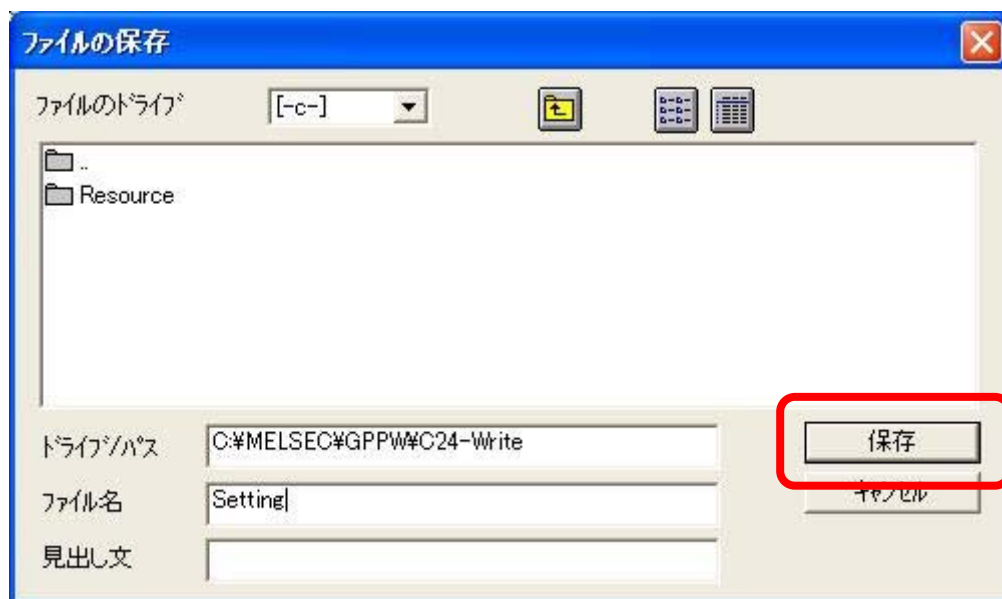 ファイルの保存
ファイルのドライブ [-c-]
..
Resource
ドライブ/パス C:¥MELSEC¥GPPW¥C24-Write 保存
ファイル名 Setting キャンセル
見出し文